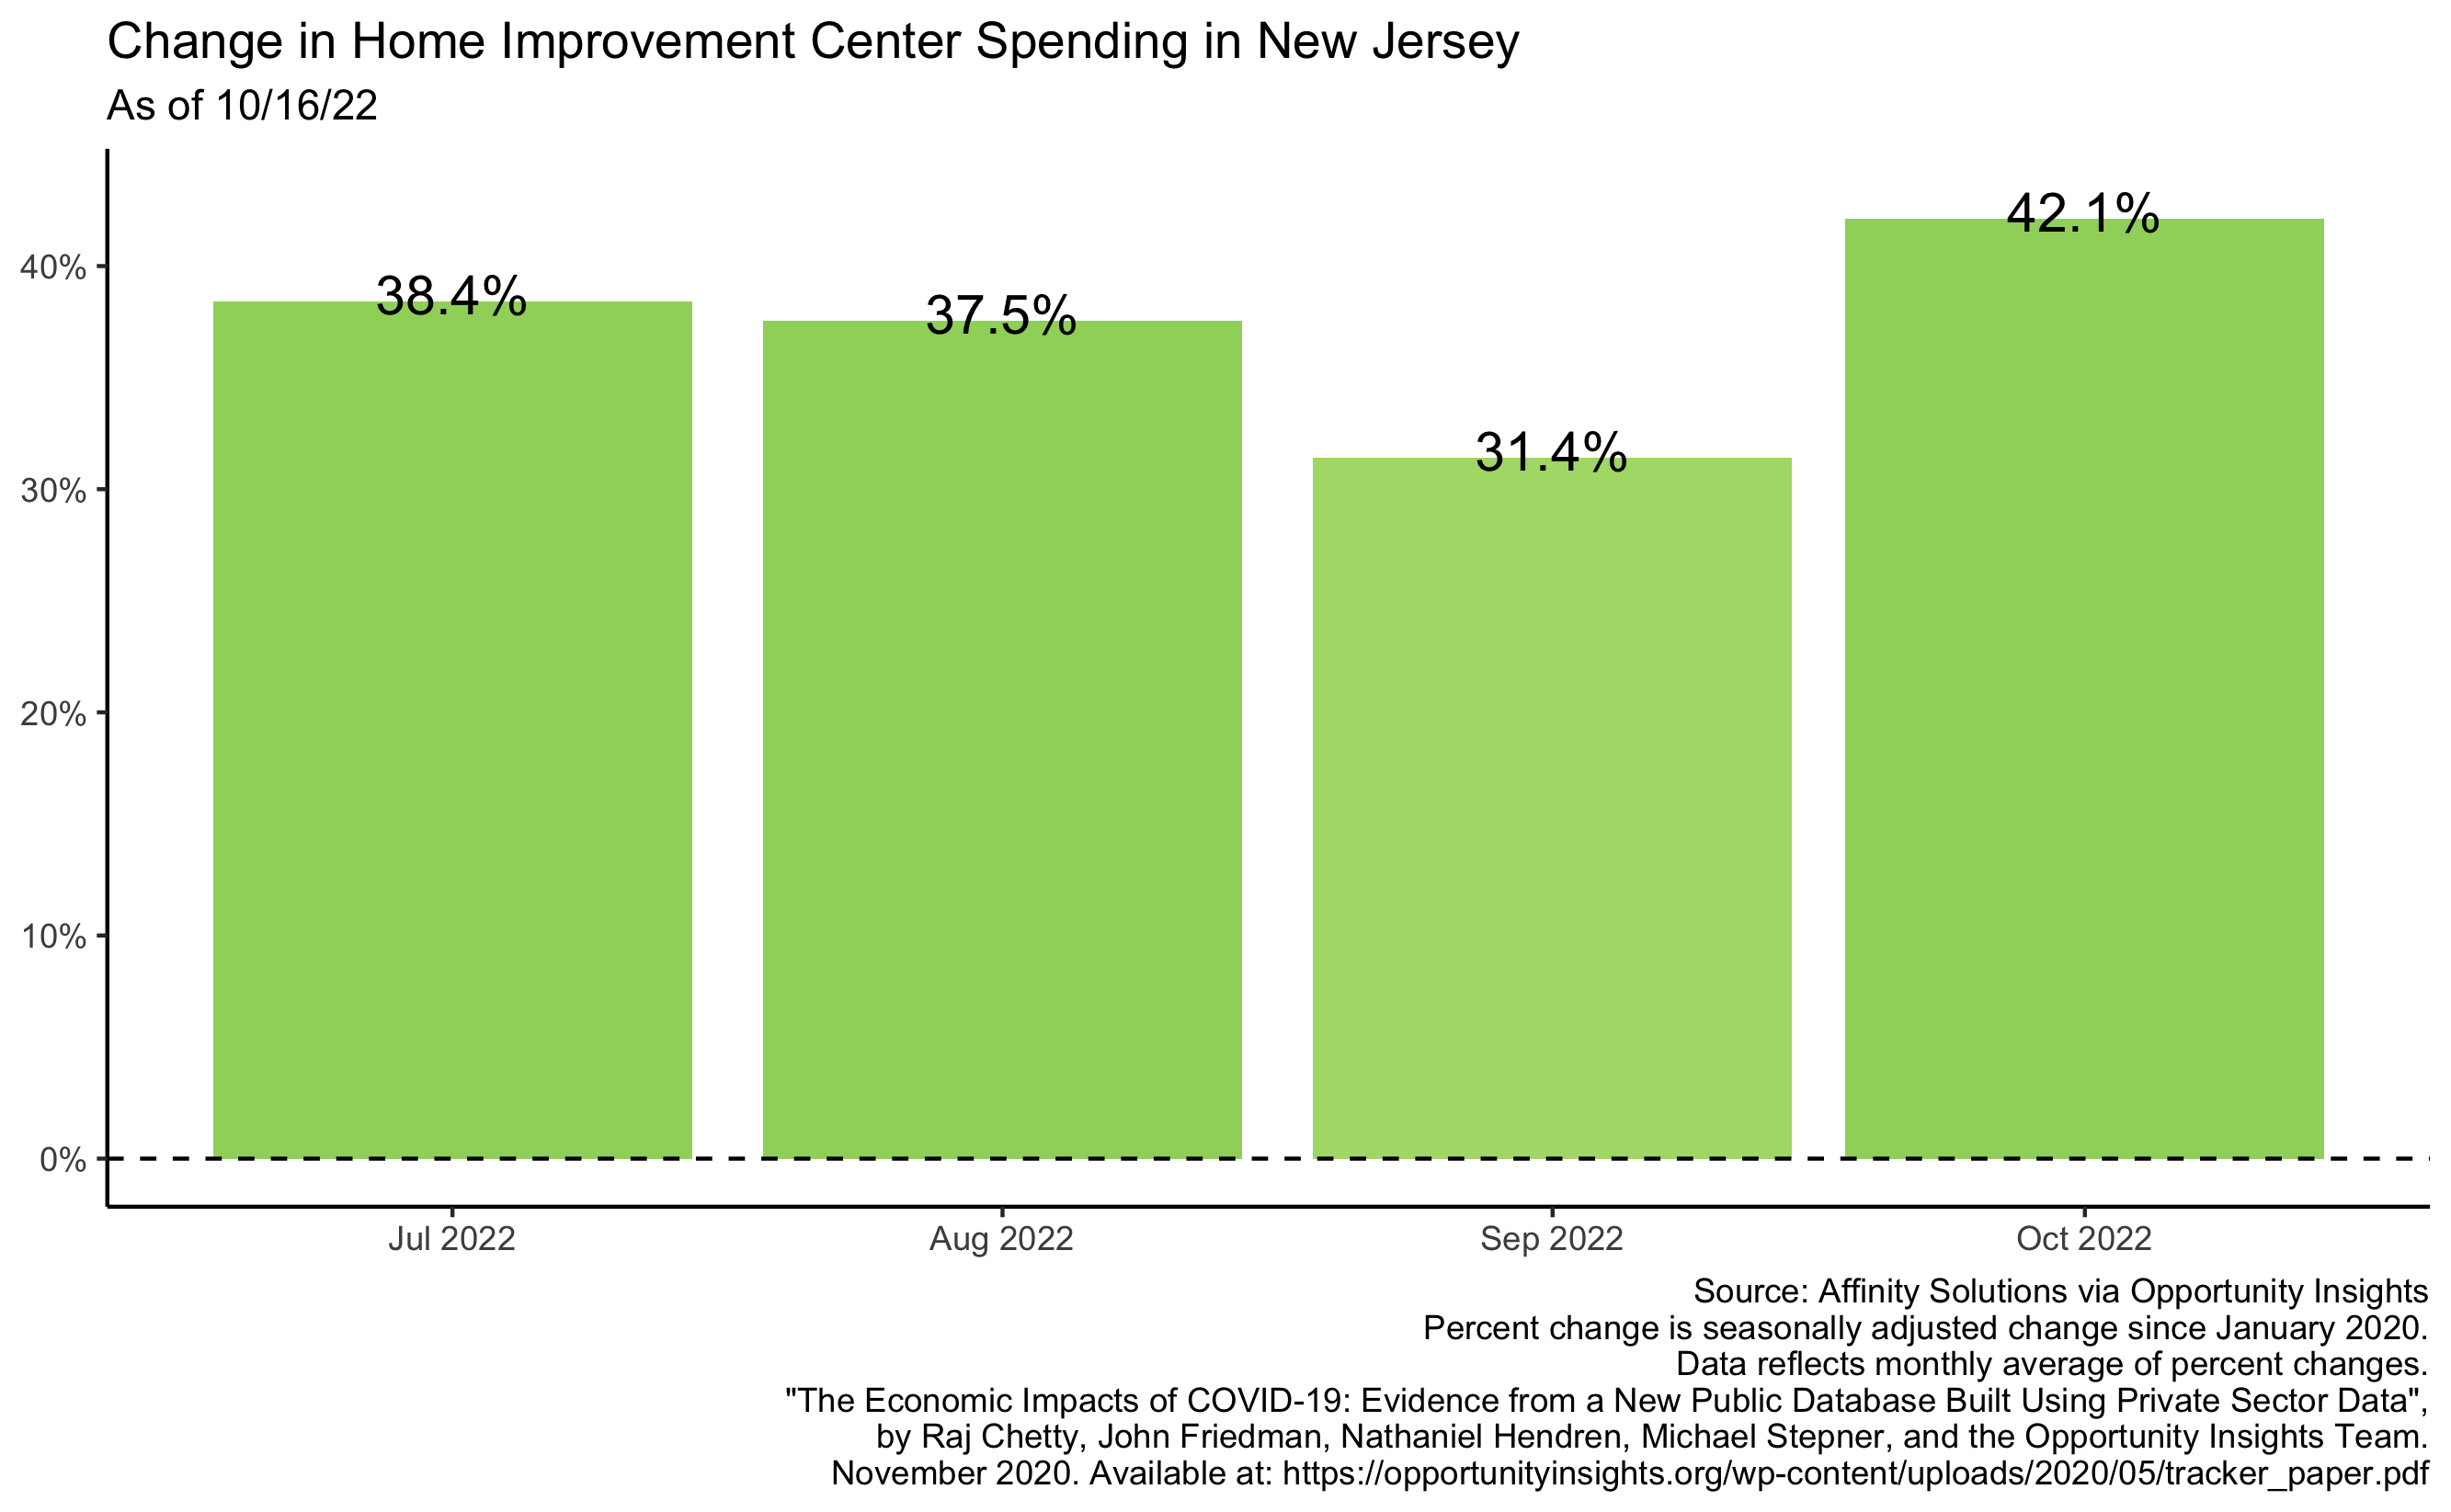 Change in Home Improvement Center Spending in New Jersey
As of 10/16/22
40%
30%
20%
10%
0%
38.4%
37.5%
31.4%
42.1%
Jul 2022
Aug 2022
Sep 2022
Oct 2022
Source: Affinity Solutions via Opportunity Insights
Percent change is seasonally adjusted change since January 2020.
Data reflects monthly average of percent changes.
"The Economic Impacts of COVID-19: Evidence from a New Public Database Built Using Private Sector Data",
by Raj Chetty, John Friedman, Nathaniel Hendren, Michael Stepner, and the Opportunity Insights Team.
November 2020. Available at: https://opportunityinsights.org/wp-content/uploads/2020/05/tracker_paper.pdf